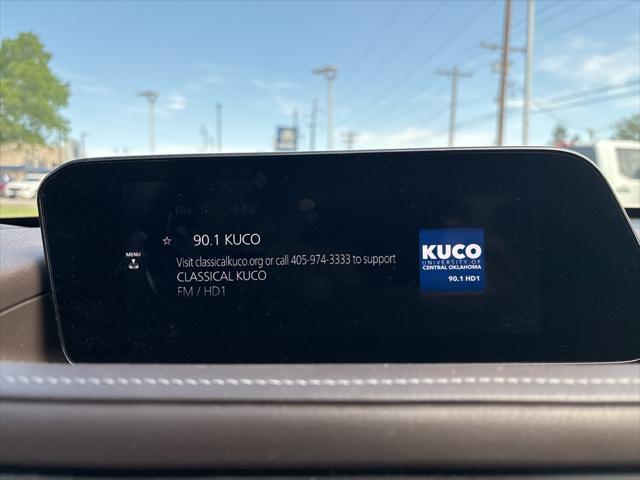 90.1 KUCO
MENU
Visit classicalkuco.org or call 405-974-3333 to support
CLASSICAL KUCO
FM / HD1
KUCO
UNIVERSITY OF
CENTRAL OKLAHOMA
90.1 HD1